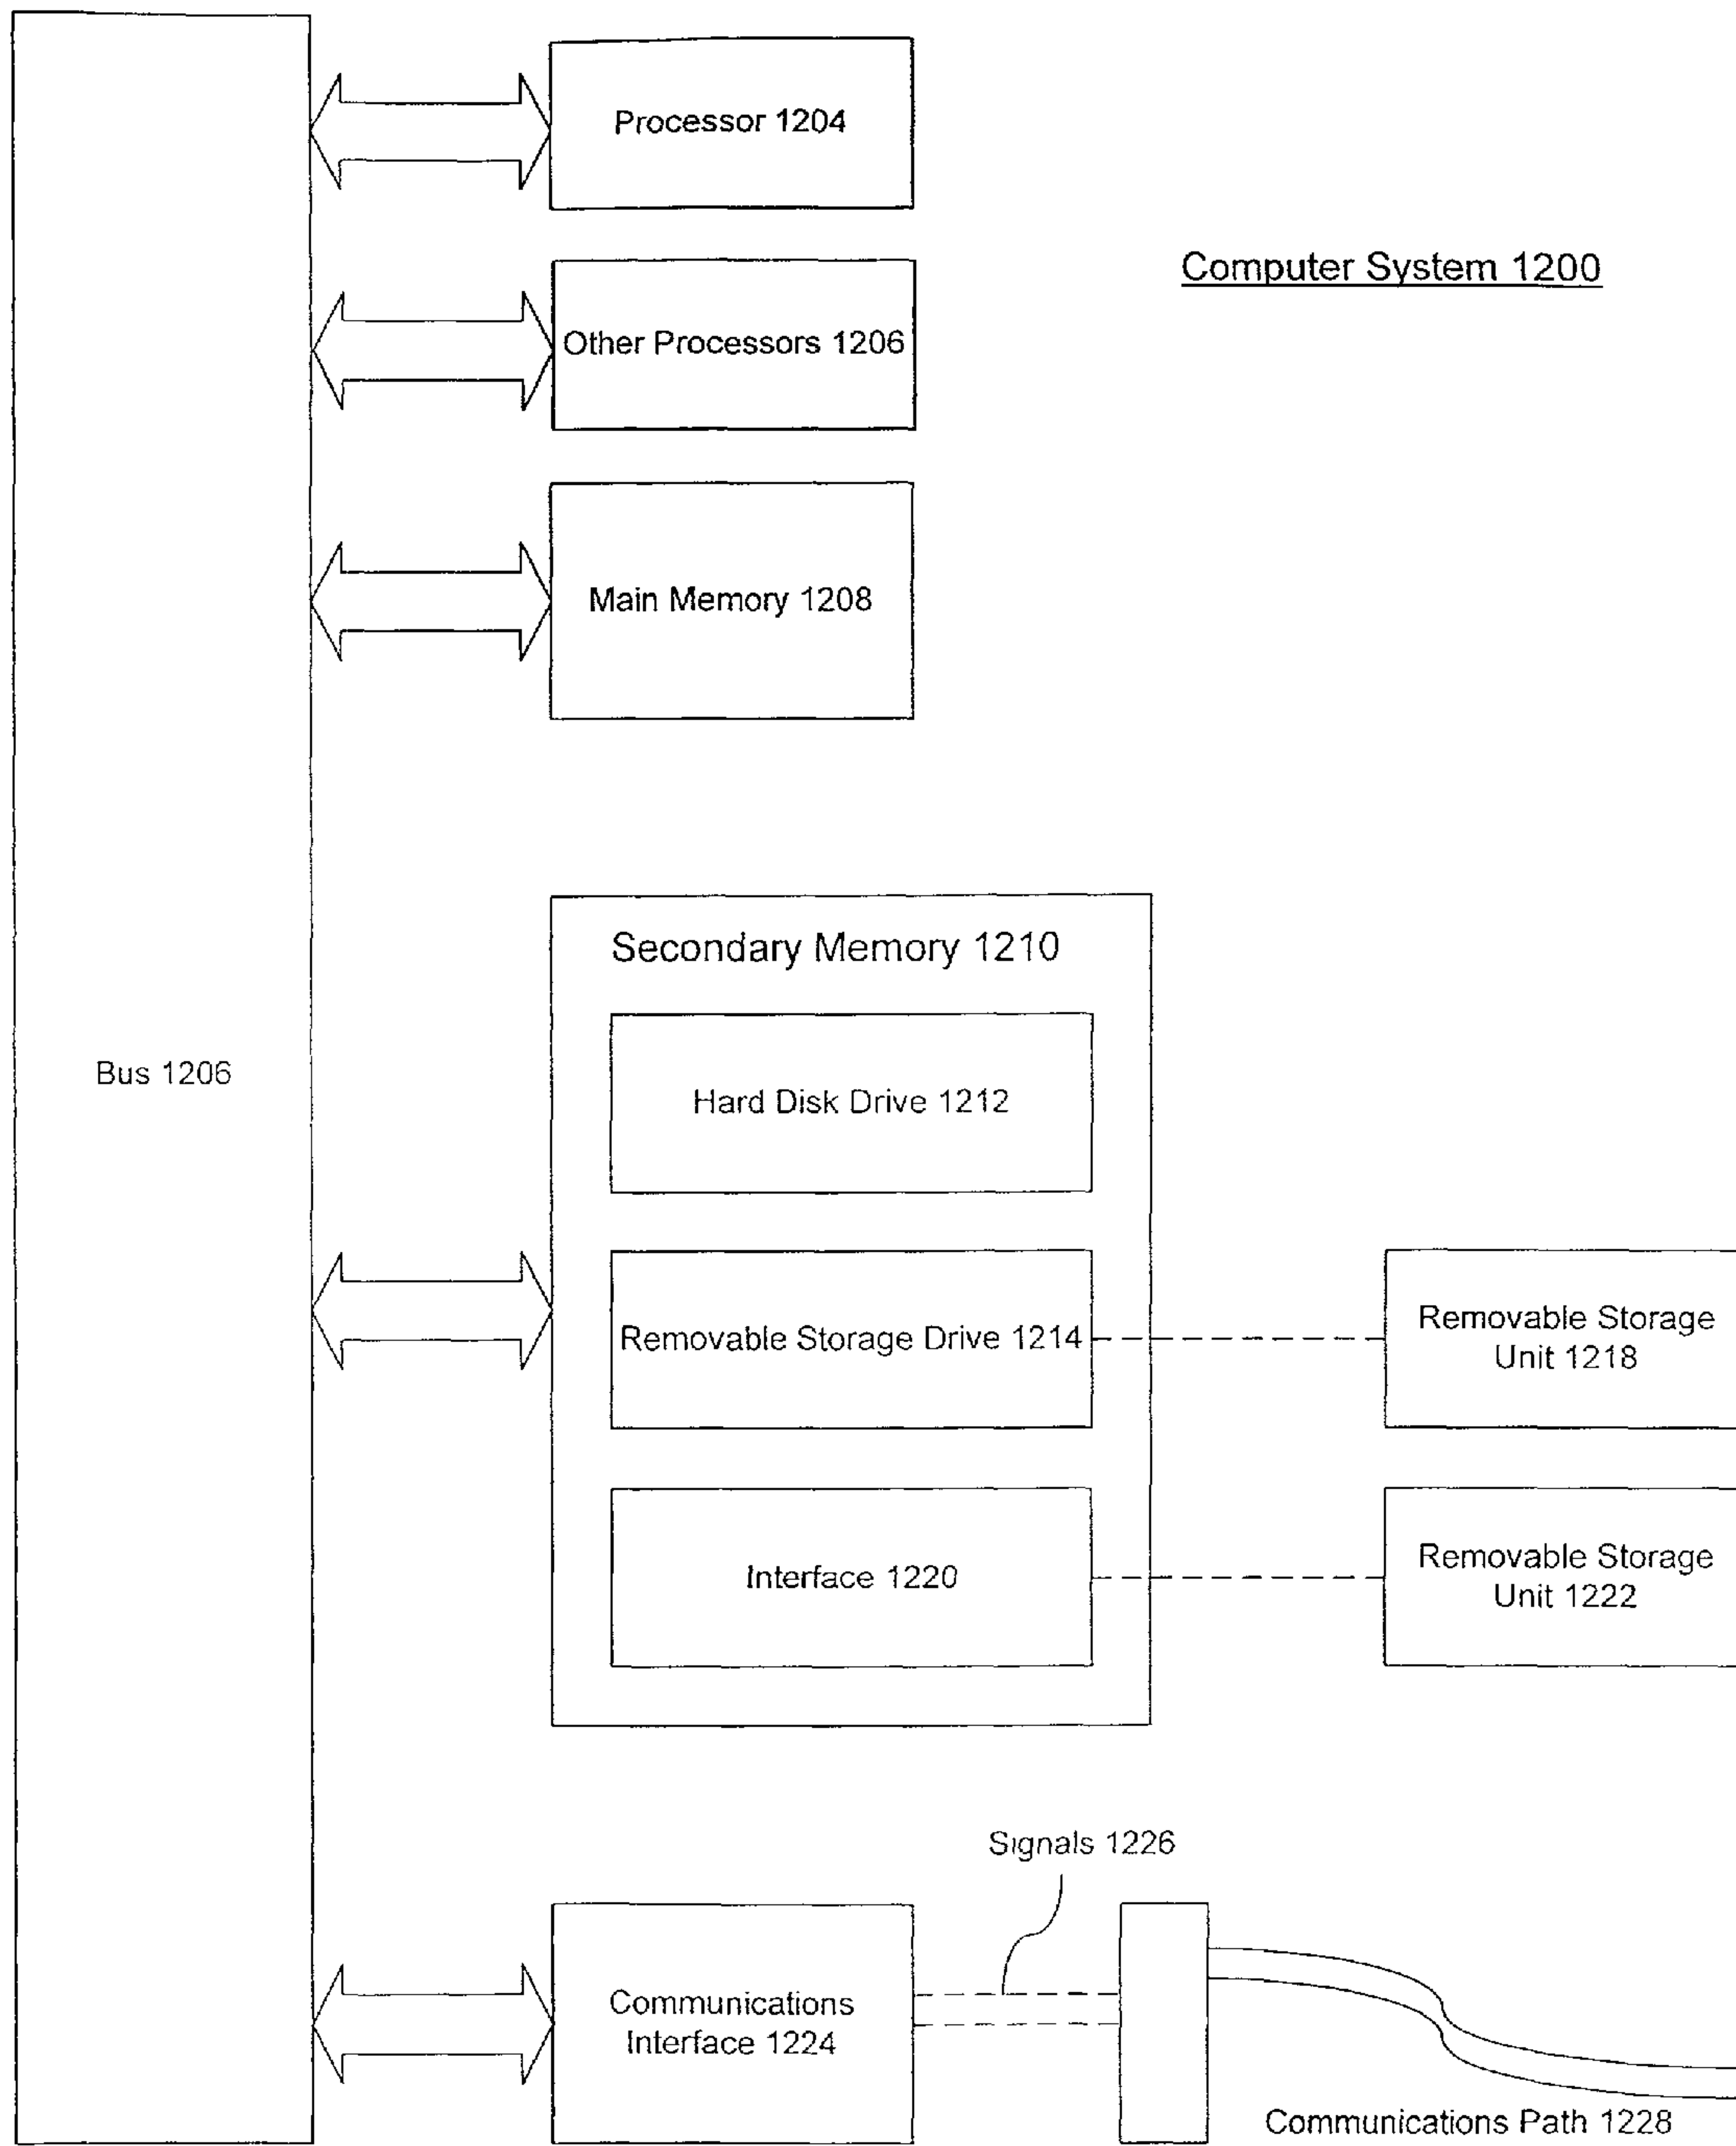 Processor 1204
Computer System 1200
Other Processors 1206
Main Memory 1208
Secondary Memory 1210
Bus 1206
Hard Disk Drive 1212
Removable Storage Drive 1214
Removable Storage
Unit 1218
Interface 1220
Removable Storage
Unit 1222
Signals 1226
Communications
Interface 1224
Communications Path 1228